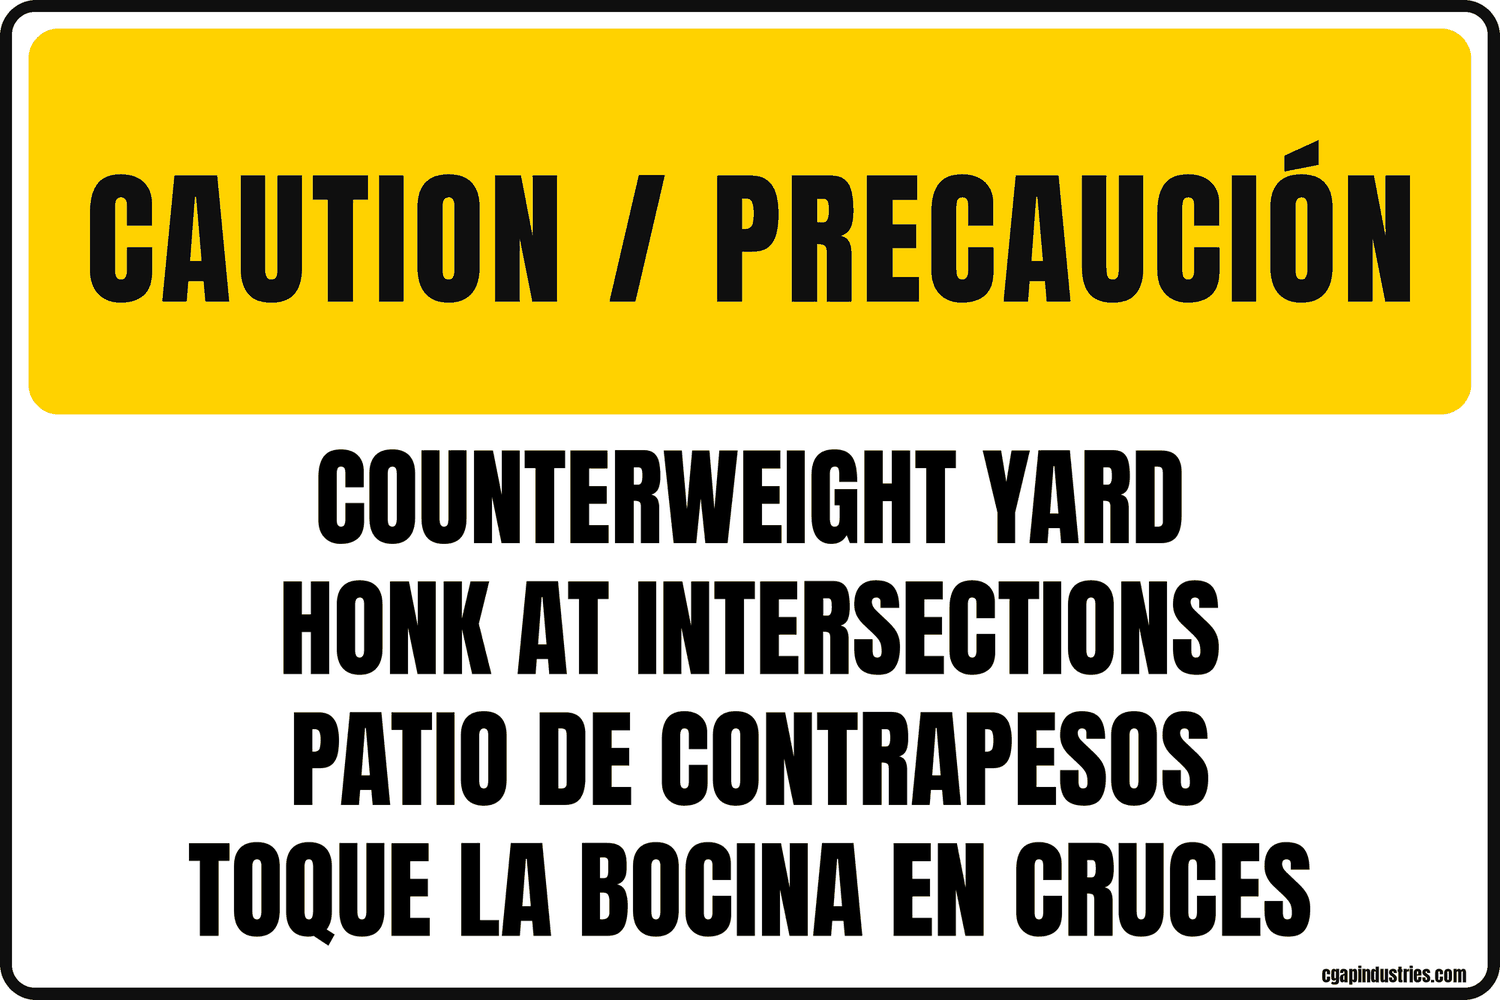 CAUTION / PRECAUCIÓN
COUNTERWEIGHT YARD
HONK AT INTERSECTIONS
PATIO DE CONTRAPESOS
TOQUE LA BOCINA EN CRUCES
cgapindustries.com